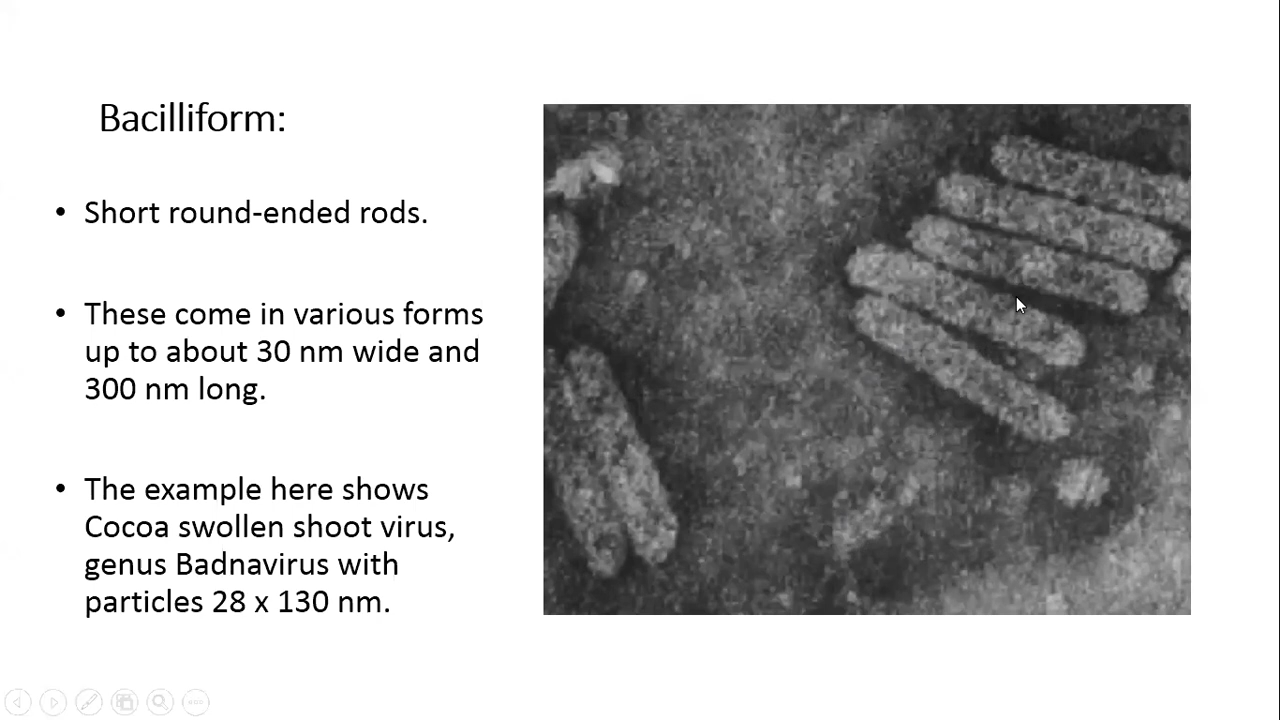 Bacilliform:
• Short round-ended rods.
• These come in various forms
up to about 30 nm wide and
300 nm long.
• The example here shows
Cocoa swollen shoot virus,
genus Badnavirus with
particles 28 x 130 nm.